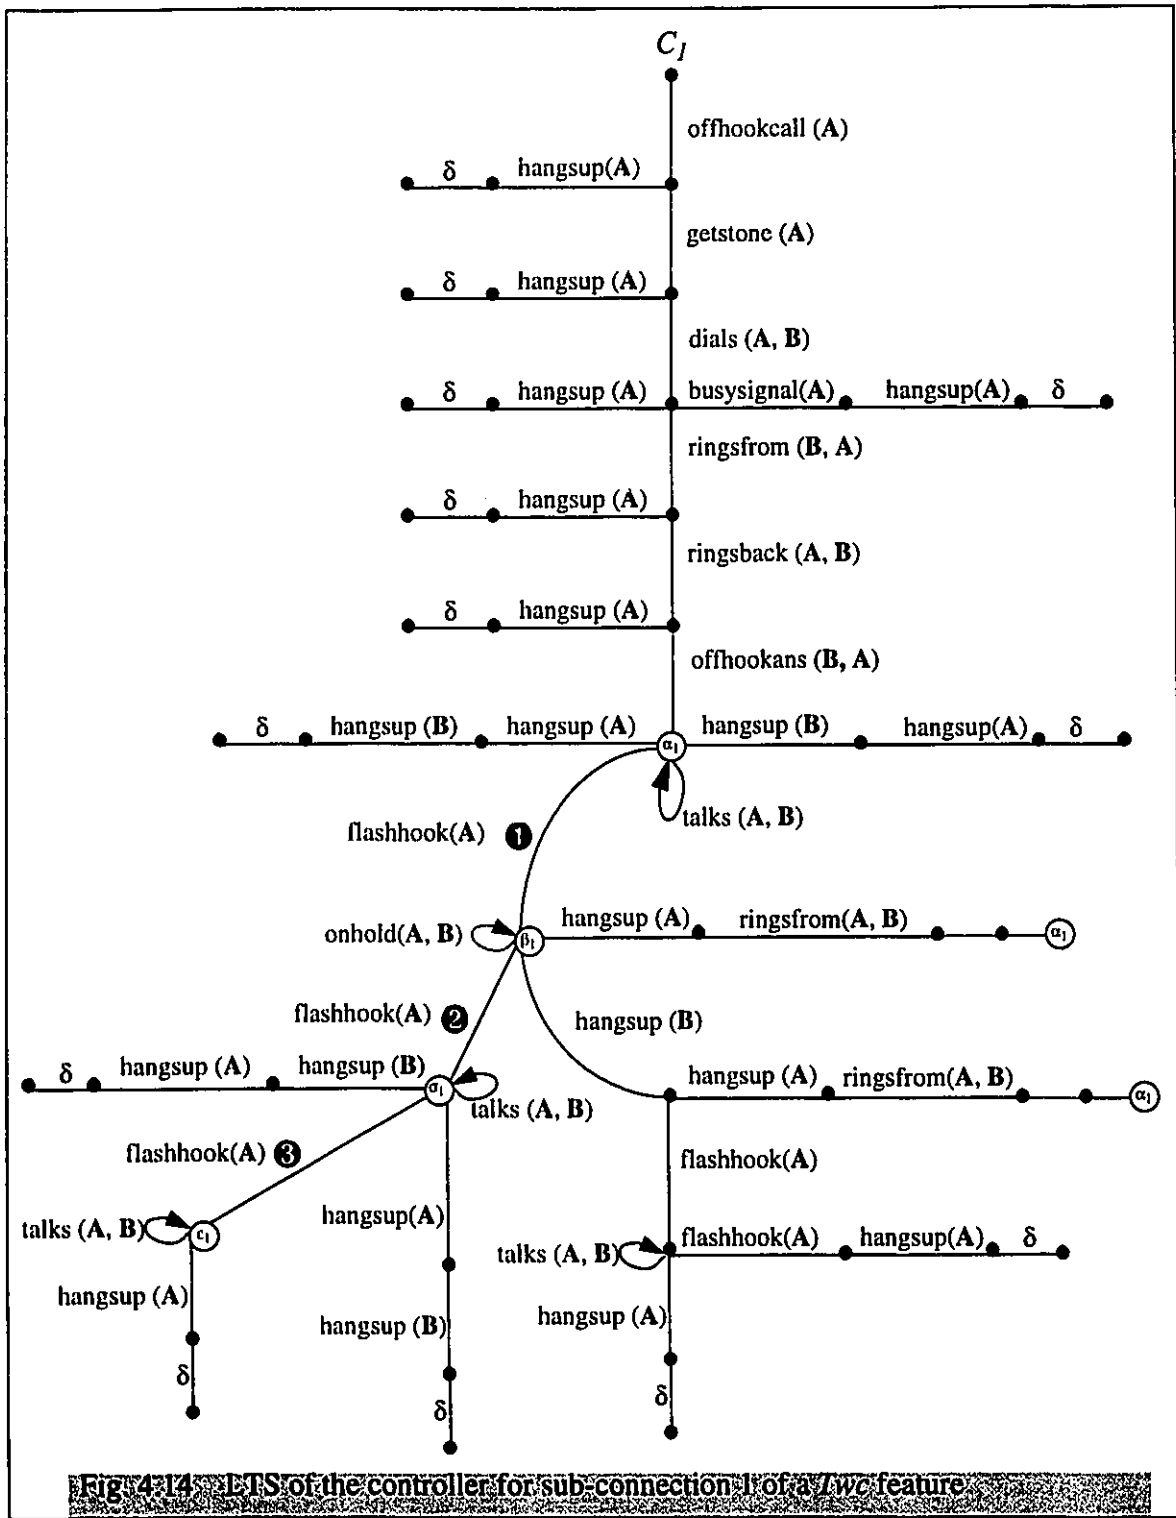 C₁
offhookcall (A)
δ hangsup(A)
getstone (A)
δ hangsup (A)
dials (A, B)
δ hangsup (A) busysignal(A) hangsup(A) δ
ringsfrom (B, A)
δ hangsup (A)
ringsback (A, B)
δ hangsup (A)
offhookans (B, A)
δ hangsup (B) hangsup (A) α₁ hangsup (B) hangsup(A) δ
talks (A, B)
flashhook(A) 1
onhold(A, B) β₁ hangsup (A) ringsfrom(A, B) α₁
flashhook(A) 2
hangsup (B)
δ hangsup (A) hangsup (B) σ₁ talks (A, B)
hangsup (A) ringsfrom(A, B) α₁
flashhook(A) 3
flashhook(A)
talks (A, B) ε₁
hangsup(A)
talks (A, B) flashhook(A) hangsup(A) δ
hangsup (A)
hangsup (B)
hangsup (A)
δ
δ
δ
Fig. 4.14 LTS of the controller for sub-connection 1 of a Twc feature